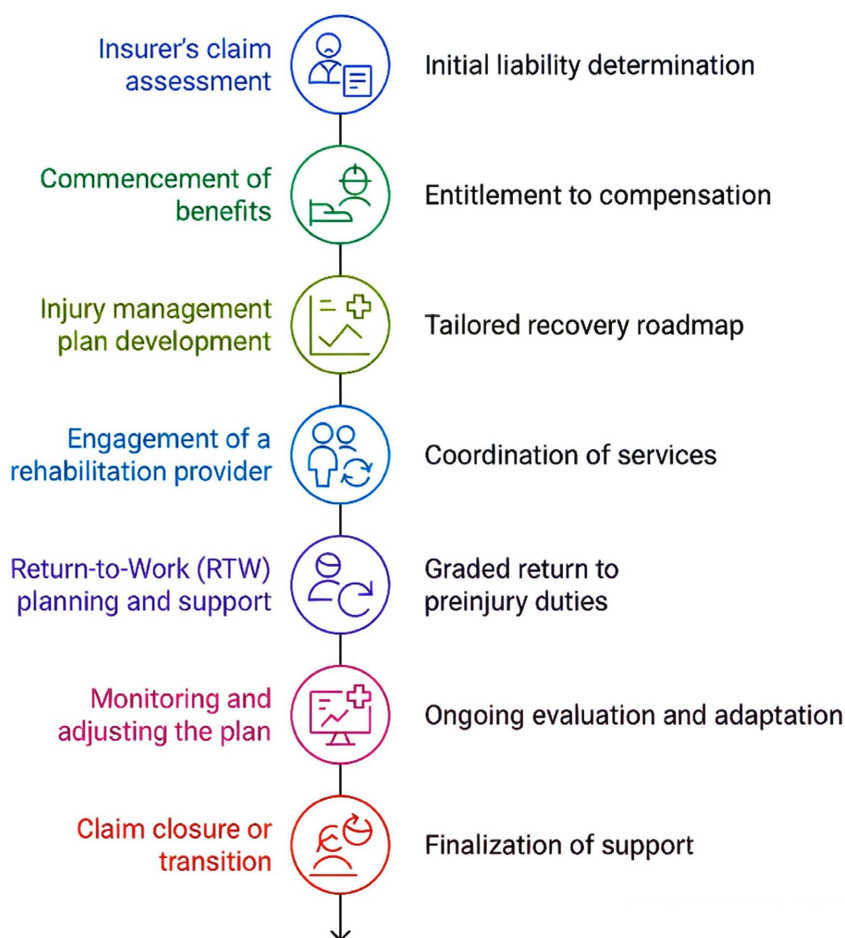 Insurer's claim
assessment
Initial liability determination
Commencement of
benefits
Entitlement to compensation
Injury management
plan development
Tailored recovery roadmap
Engagement of a
rehabilitation provider
Coordination of services
Return-to-Work (RTW)
planning and support
Graded return to
preinjury duties
Monitoring and
adjusting the plan
Ongoing evaluation and adaptation
Claim closure or
transition
Finalization of support